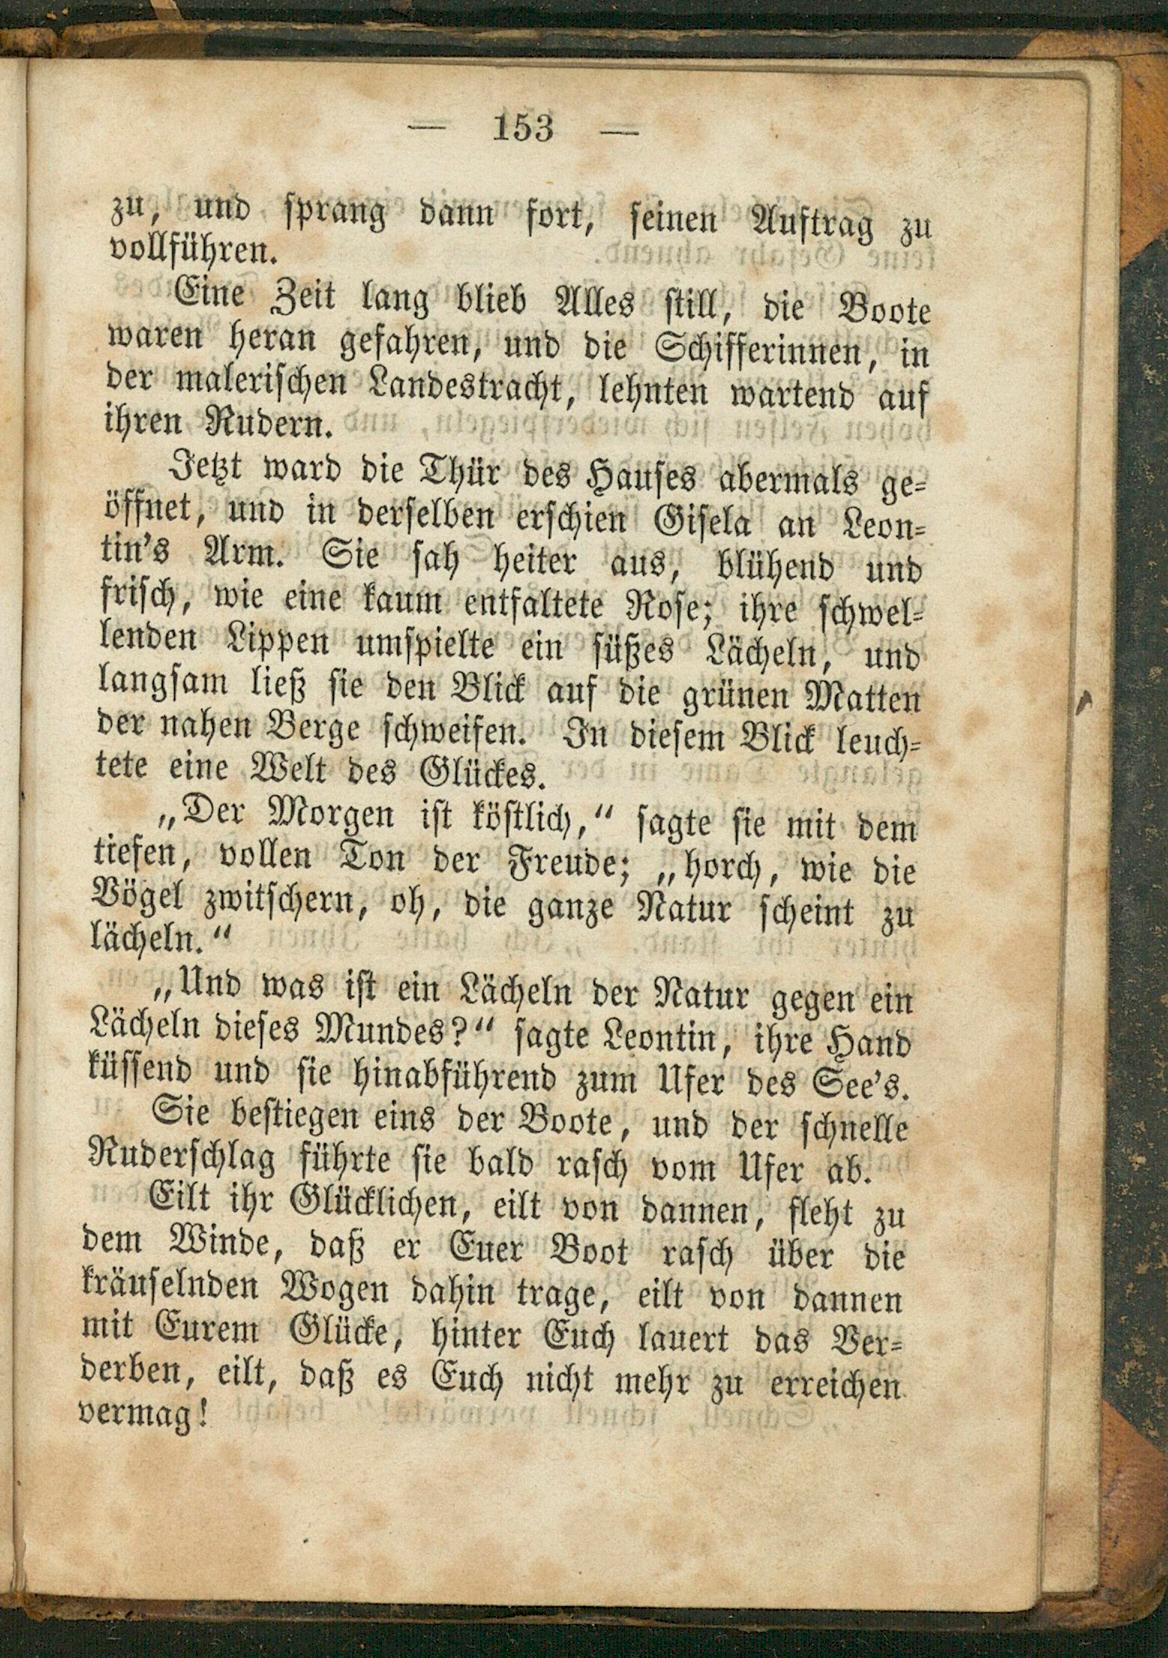 — 153 —
zu, und sprang dann fort, seinen Auftrag zu
vollführen.
Eine Zeit lang blieb Alles still, die Boote
waren heran gefahren, und die Schifferinnen, in
der malerischen Landestracht, lehnten wartend auf
ihren Rudern.
Jetzt ward die Thür des Hauses abermals ge-
öffnet, und in derselben erschien Gisela an Leon-
tin's Arm. Sie sah heiter aus, blühend und
frisch, wie eine kaum entfaltete Rose; ihre schwel-
lenden Lippen umspielte ein süßes Lächeln, und
langsam ließ sie den Blick auf die grünen Matten
der nahen Berge schweifen. In diesem Blick leuch-
tete eine Welt des Glückes.
„Der Morgen ist köstlich,“ sagte sie mit dem
tiefen, vollen Ton der Freude; „horch, wie die
Vögel zwitschern, oh, die ganze Natur scheint zu
lächeln.“
„Und was ist ein Lächeln der Natur gegen ein
Lächeln dieses Mundes?“ sagte Leontin, ihre Hand
küssend und sie hinabführend zum Ufer des See's.
Sie bestiegen eins der Boote, und der schnelle
Ruderschlag führte sie bald rasch vom Ufer ab.
Eilt ihr Glücklichen, eilt von dannen, fleht zu
dem Winde, daß er Euer Boot rasch über die
kräuselnden Wogen dahin trage, eilt von dannen
mit Eurem Glücke, hinter Euch lauert das Ver-
derben, eilt, daß es Euch nicht mehr zu erreichen
vermag!